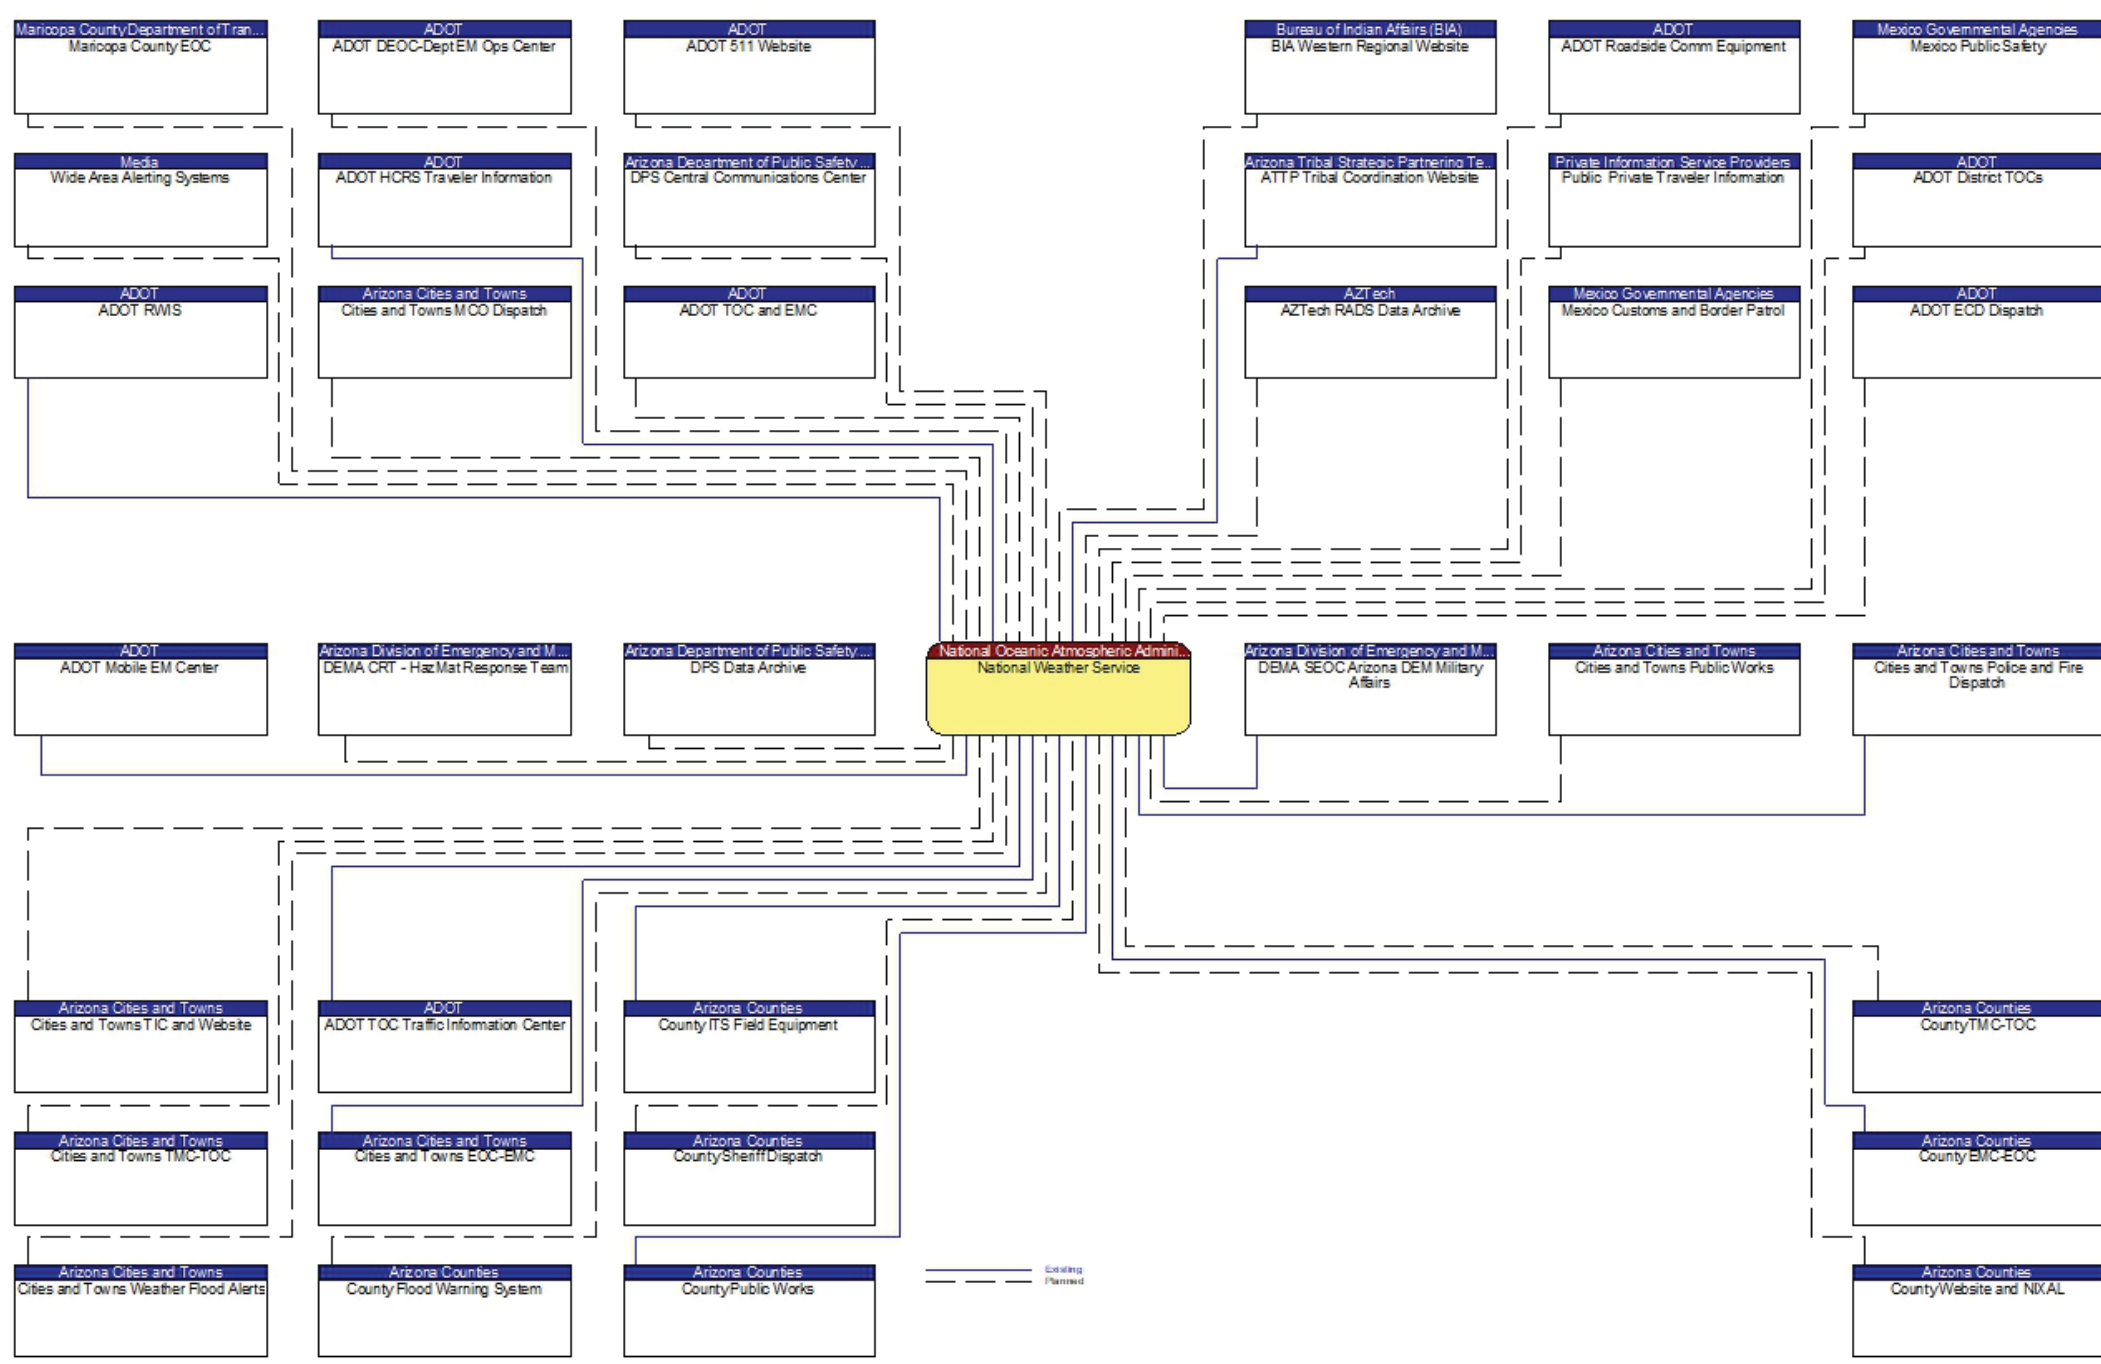 Maricopa County Department of Tran...
Maricopa County EOC
ADOT
ADOT DEOC-Dept EM Ops Center
ADOT
ADOT 511 Website
Bureau of Indian Affairs (BIA)
BIA Western Regional Website
ADOT
ADOT Roadside Comm Equipment
Mexico Governmental Agencies
Mexico Public Safety
Media
Wide Area Alerting Systems
ADOT
ADOT HCRS Traveler Information
Arizona Department of Public Safety ...
DPS Central Communications Center
Arizona Tribal Strategic Partnering Te...
ATTP Tribal Coordination Website
Private Information Service Providers
Public Private Traveler Information
ADOT
ADOT District TOCs
ADOT
ADOT RWIS
Arizona Cities and Towns
Cities and Towns MCO Dispatch
ADOT
ADOT TOC and EMC
AZTech
AZTech RADS Data Archive
Mexico Governmental Agencies
Mexico Customs and Border Patrol
ADOT
ADOT ECD Dispatch
ADOT
ADOT Mobile EM Center
Arizona Division of Emergency and M...
DEMA CRT - HazMat Response Team
Arizona Department of Public Safety ...
DPS Data Archive
National Oceanic Atmospheric Admini...
National Weather Service
Arizona Division of Emergency and M...
DEMA SEOC Arizona DEM Military
Affairs
Arizona Cities and Towns
Cities and Towns Public Works
Arizona Cities and Towns
Cities and Towns Police and Fire
Dispatch
Arizona Cities and Towns
Cities and Towns TIC and Website
ADOT
ADOT TOC Traffic Information Center
Arizona Counties
County ITS Field Equipment
Arizona Counties
County TMC-TOC
Arizona Cities and Towns
Cities and Towns TMC-TOC
Arizona Cities and Towns
Cities and Towns EOC-EMC
Arizona Counties
County Sheriff Dispatch
Arizona Counties
County EMC-EOC
Arizona Cities and Towns
Cities and Towns Weather Flood Alerts
Arizona Counties
County Flood Warning System
Arizona Counties
County Public Works
Existing
Planned
Arizona Counties
County Website and NIXAL